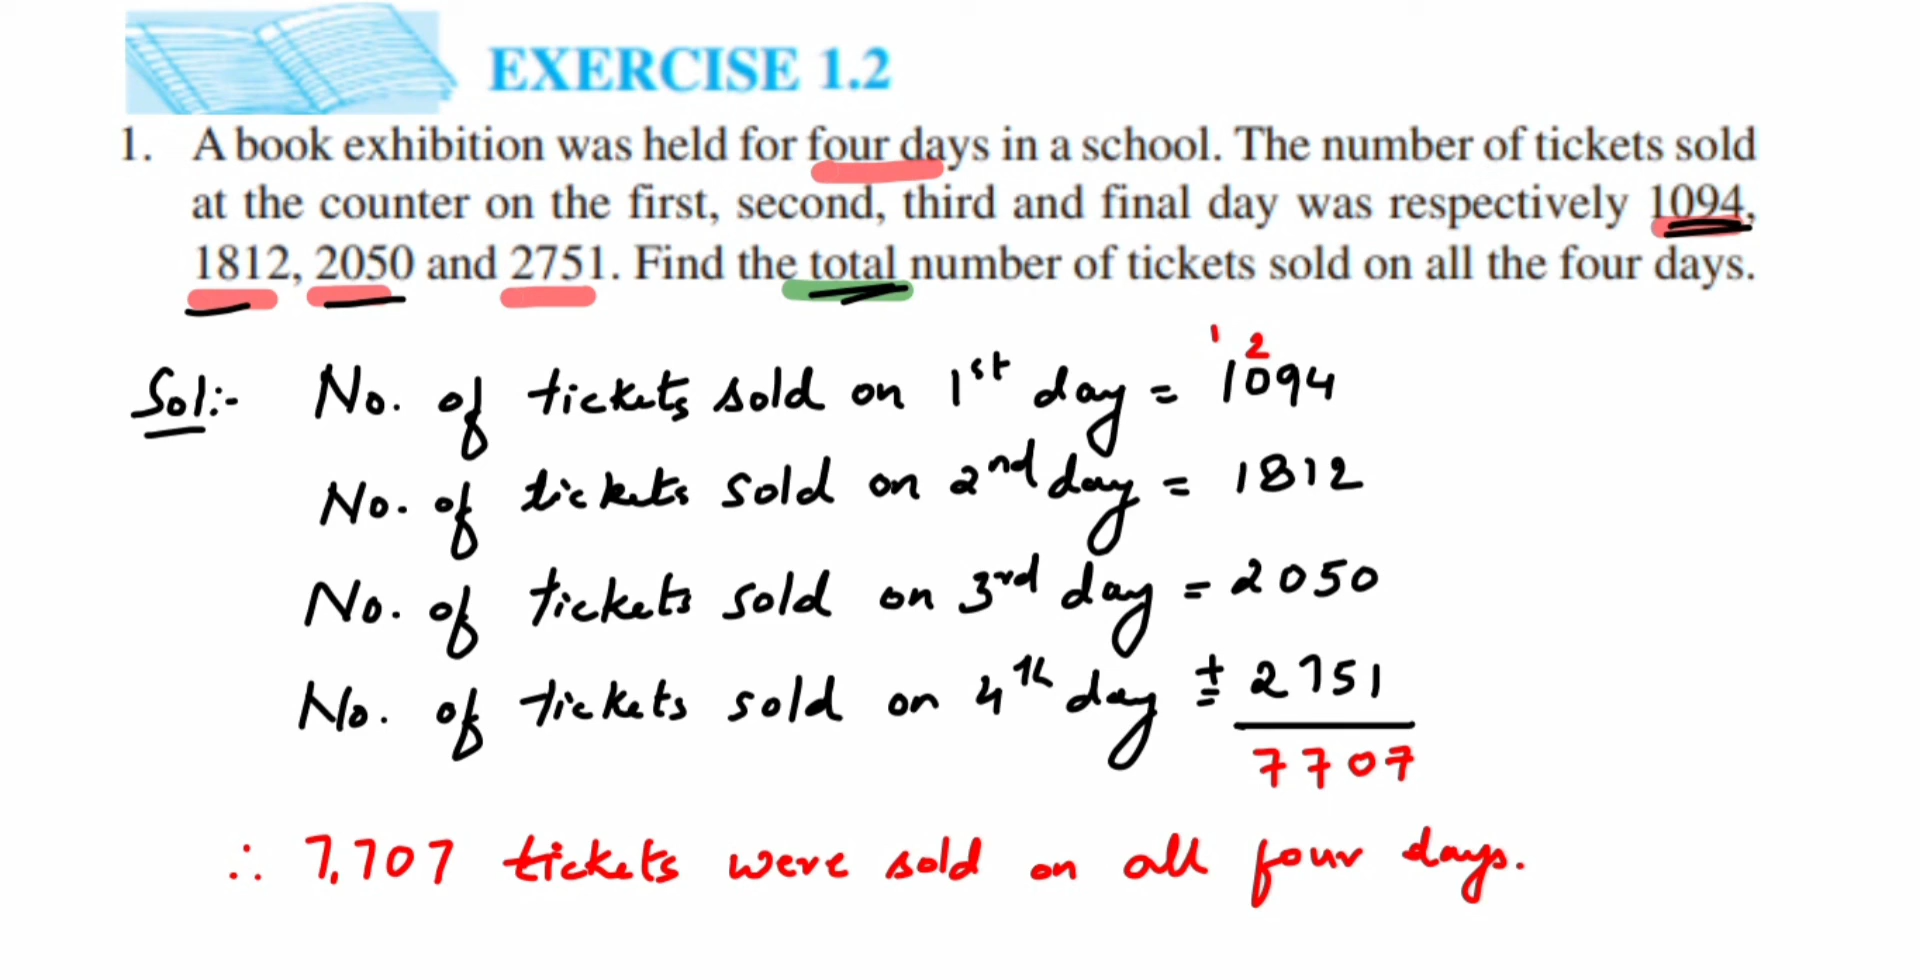 EXERCISE 1.2
1. A book exhibition was held for four days in a school. The number of tickets sold
at the counter on the first, second, third and final day was respectively 1094,
1812, 2050 and 2751. Find the total number of tickets sold on all the four days.
1 2
Sol:- No. of tickets sold on 1st day = 1094
No. of tickets sold on 2nd day = 1812
No. of tickets sold on 3rd day = 2050
No. of tickets sold on 4th day = + 2751
7707
∴ 7,707 tickets were sold on all four days.